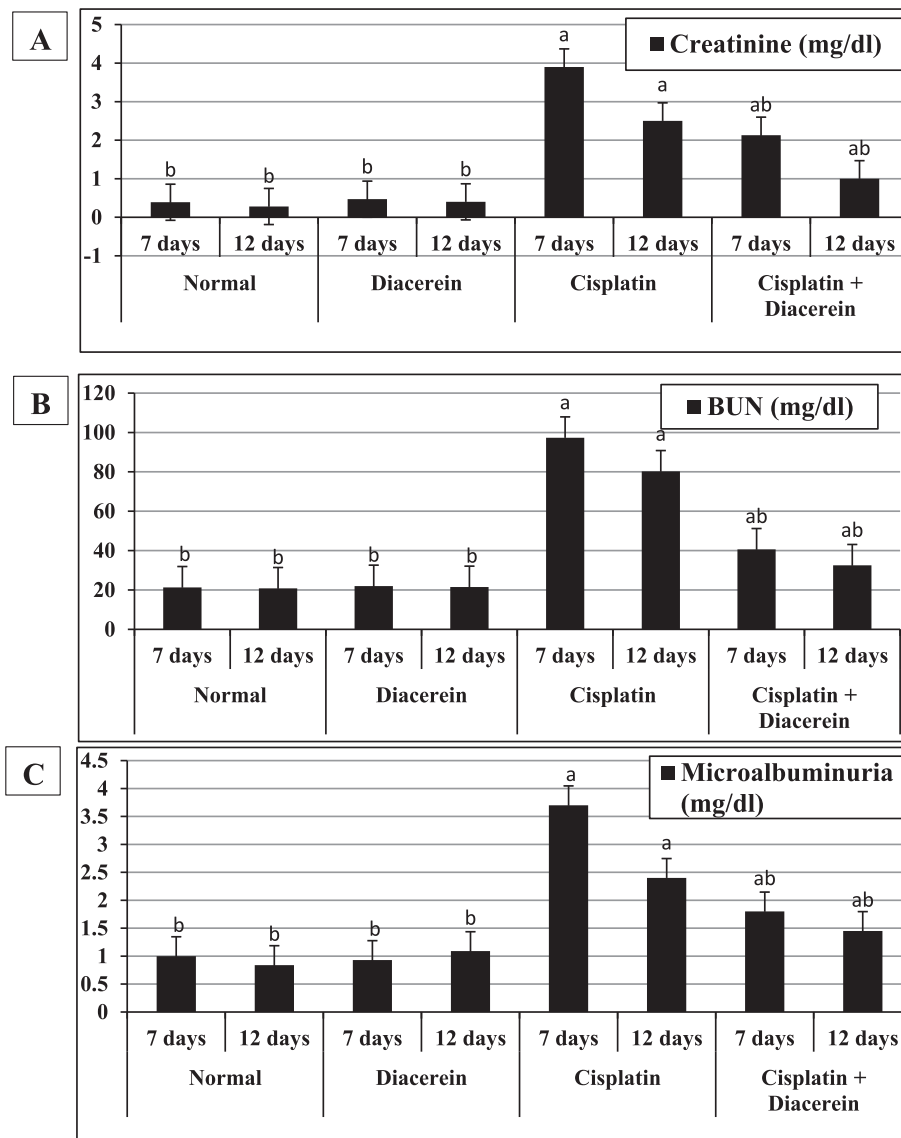 A
Creatinine (mg/dl)
5
4
3
2
1
0
-1
b
b
b
b
a
a
ab
ab
7 days 12 days 7 days 12 days 7 days 12 days 7 days 12 days
Normal Diacerein Cisplatin Cisplatin +
Diacerein
B
BUN (mg/dl)
120
100
80
60
40
20
0
b
b
b
b
a
a
ab
ab
7 days 12 days 7 days 12 days 7 days 12 days 7 days 12 days
Normal Diacerein Cisplatin Cisplatin +
Diacerein
C
Microalbuminuria
(mg/dl)
4.5
4
3.5
3
2.5
2
1.5
1
0.5
0
b
b
b
b
a
a
ab
ab
7 days 12 days 7 days 12 days 7 days 12 days 7 days 12 days
Normal Diacerein Cisplatin Cisplatin +
Diacerein